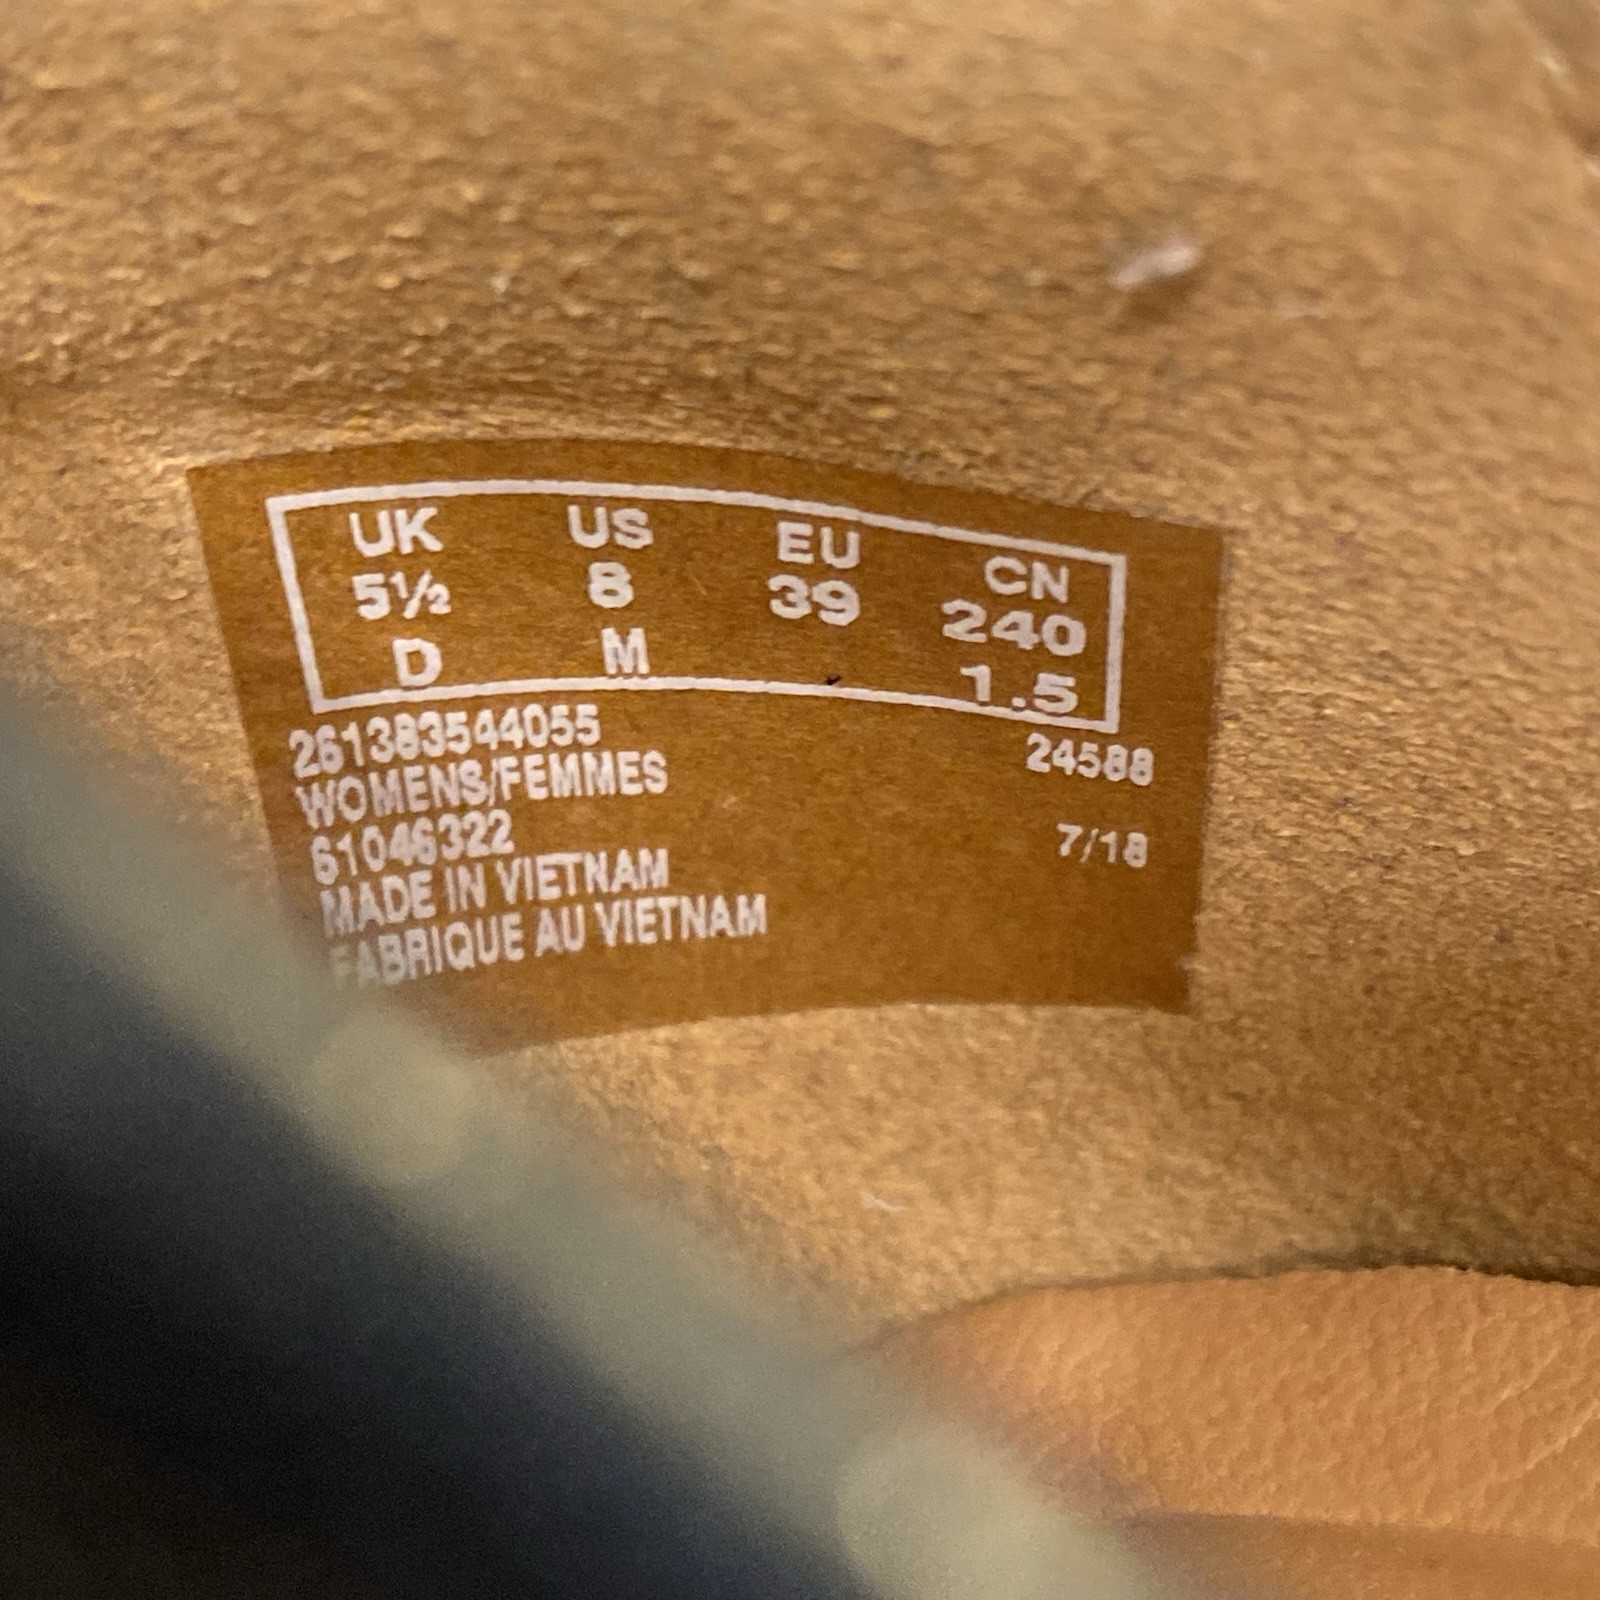 UK US EU CN
5½ 8 39 240
D M 1.5
261383544055 24588
WOMENS/FEMMES
61046322 7/18
MADE IN VIETNAM
FABRIQUE AU VIETNAM